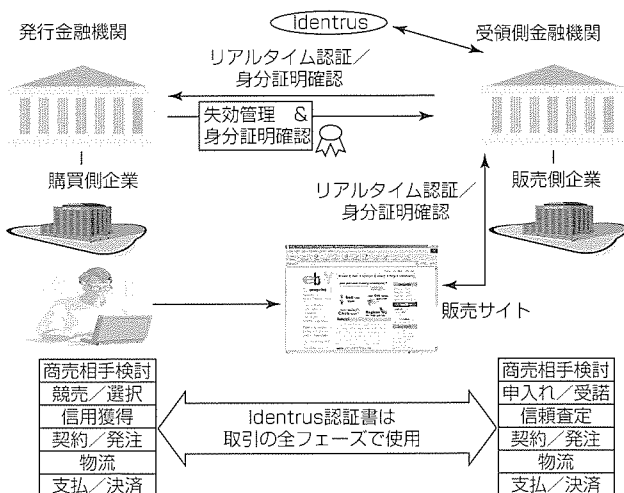 Identrus
発行金融機関
受領側金融機関
リアルタイム認証／
身分証明確認
失効管理 &
身分証明確認
購買側企業
販売側企業
リアルタイム認証／
身分証明確認
販売サイト
商売相手検討
競売／選択
信用獲得
契約／発注
物流
支払／決済
Identrus認証書は
取引の全フェーズで使用
商売相手検討
申入れ／受諾
信頼査定
契約／発注
物流
支払／決済